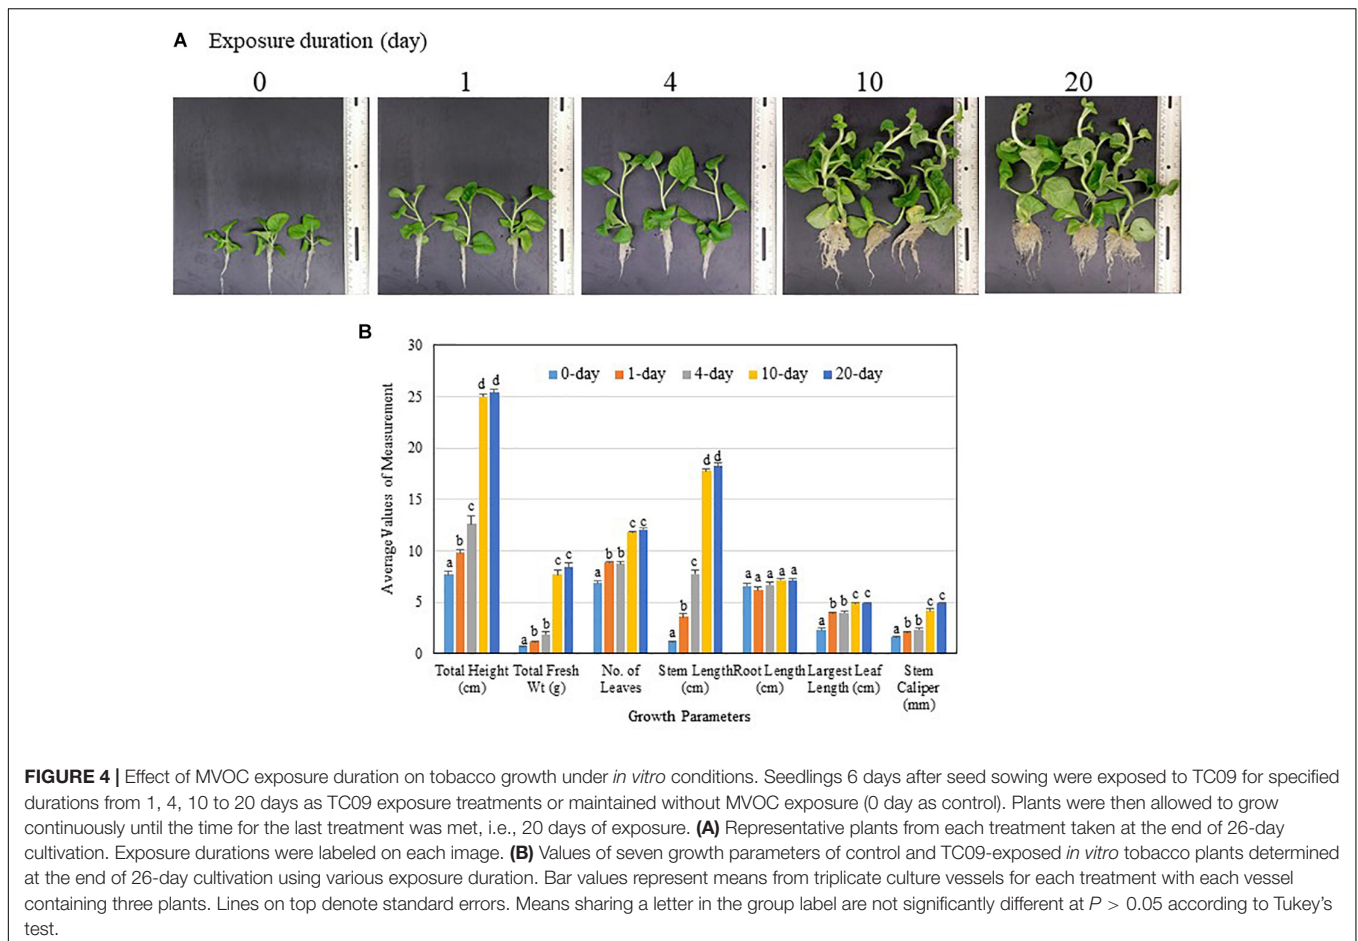 A Exposure duration (day)
0 1 4 10 20
B
30
25
20
15
10
5
0
Average Values of Measurement
0-day 1-day 4-day 10-day 20-day
a b c d d
a b b c c
a b b c c
a b c d d
a a a a a
a b b c c
a b b c c
Total Height (cm)
Total Fresh Wt (g)
No. of Leaves
Stem Length (cm)
Root Length (cm)
Largest Leaf Length (cm)
Stem Caliper (mm)
Growth Parameters
FIGURE 4 | Effect of MVOC exposure duration on tobacco growth under in vitro conditions. Seedlings 6 days after seed sowing were exposed to TC09 for specified
durations from 1, 4, 10 to 20 days as TC09 exposure treatments or maintained without MVOC exposure (0 day as control). Plants were then allowed to grow
continuously until the time for the last treatment was met, i.e., 20 days of exposure. (A) Representative plants from each treatment taken at the end of 26-day
cultivation. Exposure durations were labeled on each image. (B) Values of seven growth parameters of control and TC09-exposed in vitro tobacco plants determined
at the end of 26-day cultivation using various exposure duration. Bar values represent means from triplicate culture vessels for each treatment with each vessel
containing three plants. Lines on top denote standard errors. Means sharing a letter in the group label are not significantly different at P > 0.05 according to Tukey's
test.